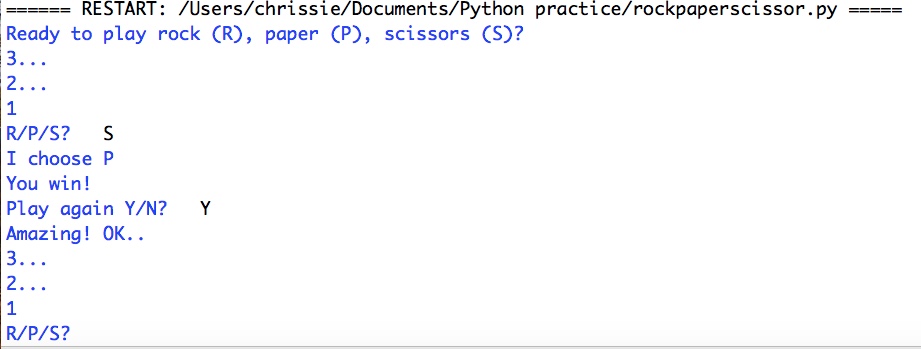 ====== RESTART: /Users/chrissie/Documents/Python practice/rockpaperscissor.py =====
Ready to play rock (R), paper (P), scissors (S)?
3...
2...
1
R/P/S?   S
I choose P
You win!
Play again Y/N?   Y
Amazing! OK..
3...
2...
1
R/P/S?